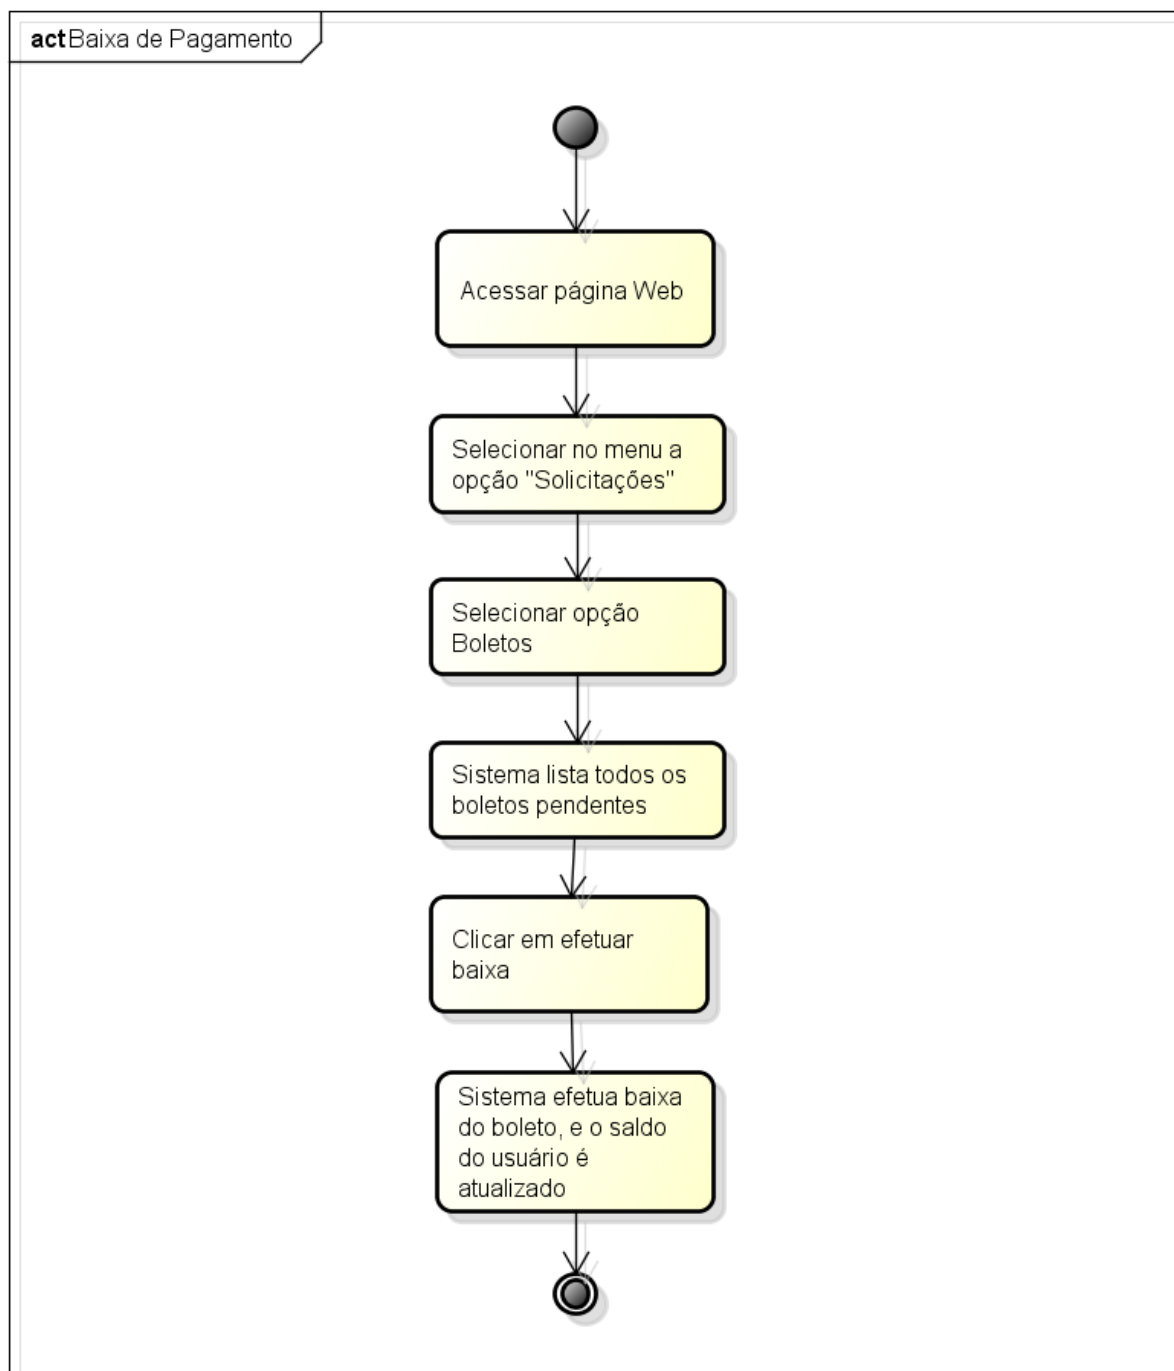 act Baixa de Pagamento
Acessar página Web
Selecionar no menu a
opção "Solicitações"
Selecionar opção
Boletos
Sistema lista todos os
boletos pendentes
Clicar em efetuar
baixa
Sistema efetua baixa
do boleto, e o saldo
do usuário é
atualizado